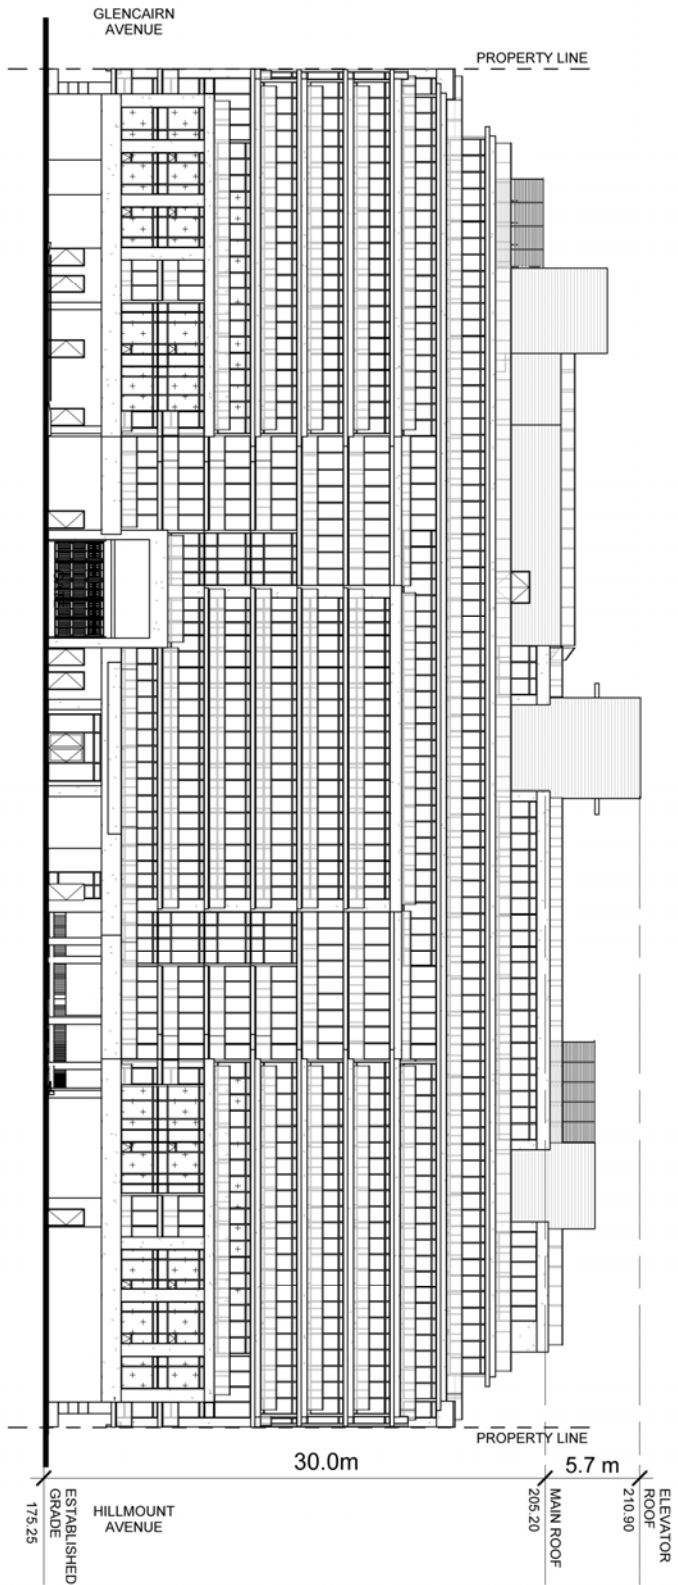 GLENCAIRN
AVENUE
PROPERTY LINE
PROPERTY LINE
30.0m
5.7 m
ESTABLISHED
GRADE
175.25
HILLMOUNT
AVENUE
MAIN ROOF
205.20
ELEVATOR
ROOF
210.90